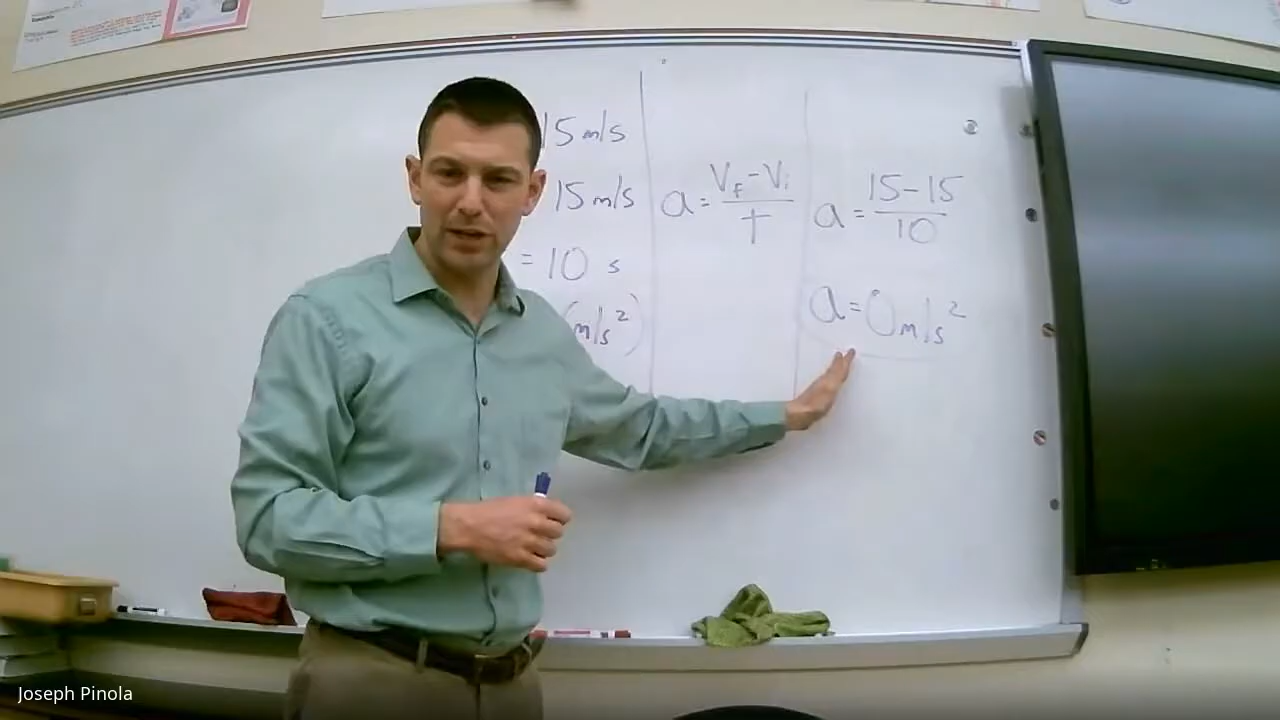 15 m/s
15 m/s
= 10 s
(m/s²)
a = Vf - Vi / t
a = 15 - 15 / 10
a = 0 m/s²
Joseph Pinola